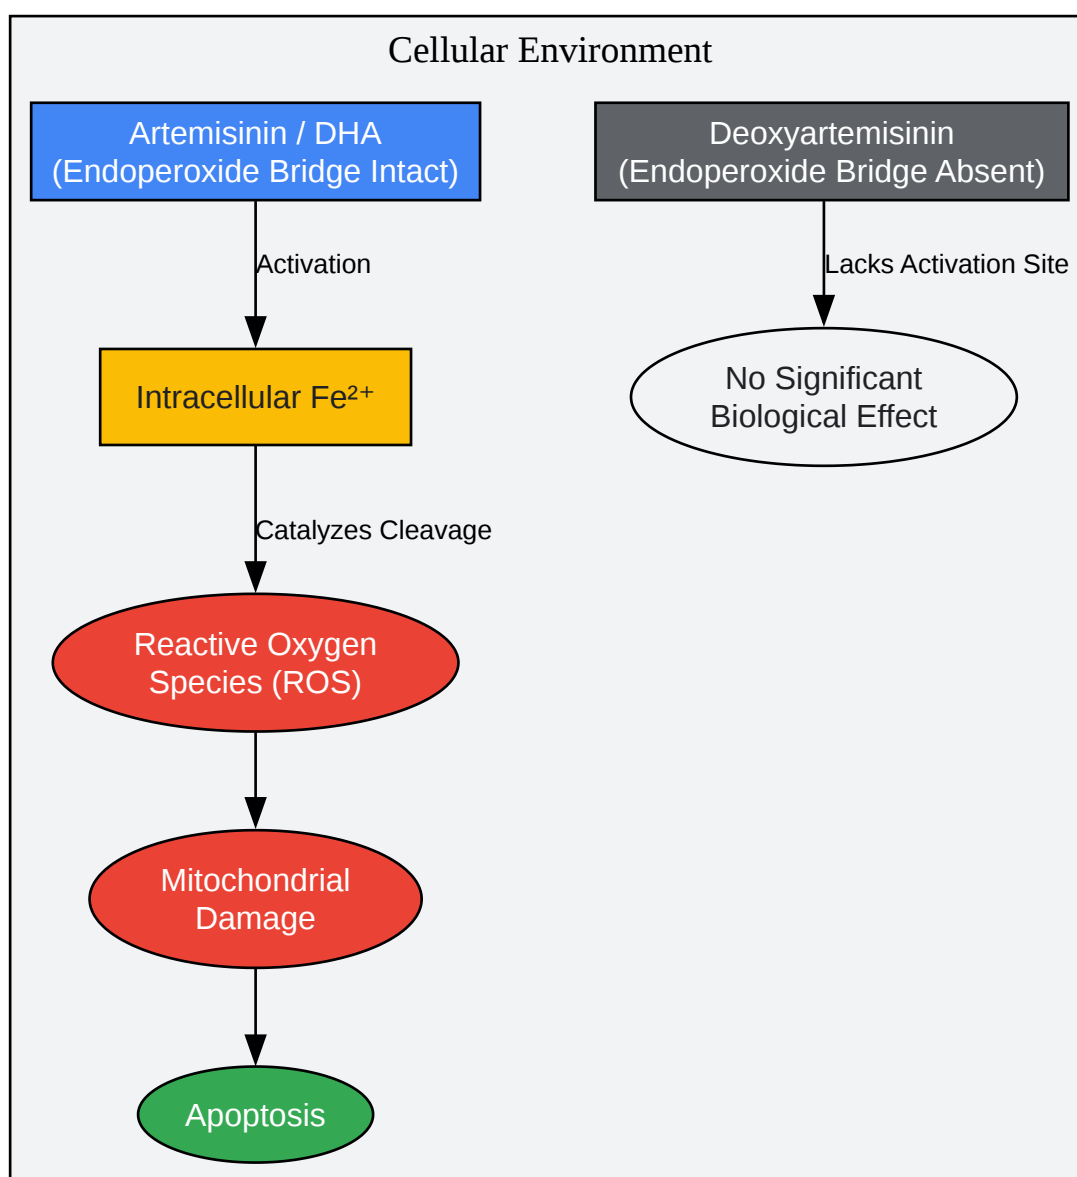 Cellular Environment
Artemisinin / DHA
(Endoperoxide Bridge Intact)
Activation
Intracellular Fe²⁺
Catalyzes Cleavage
Reactive Oxygen
Species (ROS)
Mitochondrial
Damage
Apoptosis
Deoxyartemisinin
(Endoperoxide Bridge Absent)
Lacks Activation Site
No Significant
Biological Effect